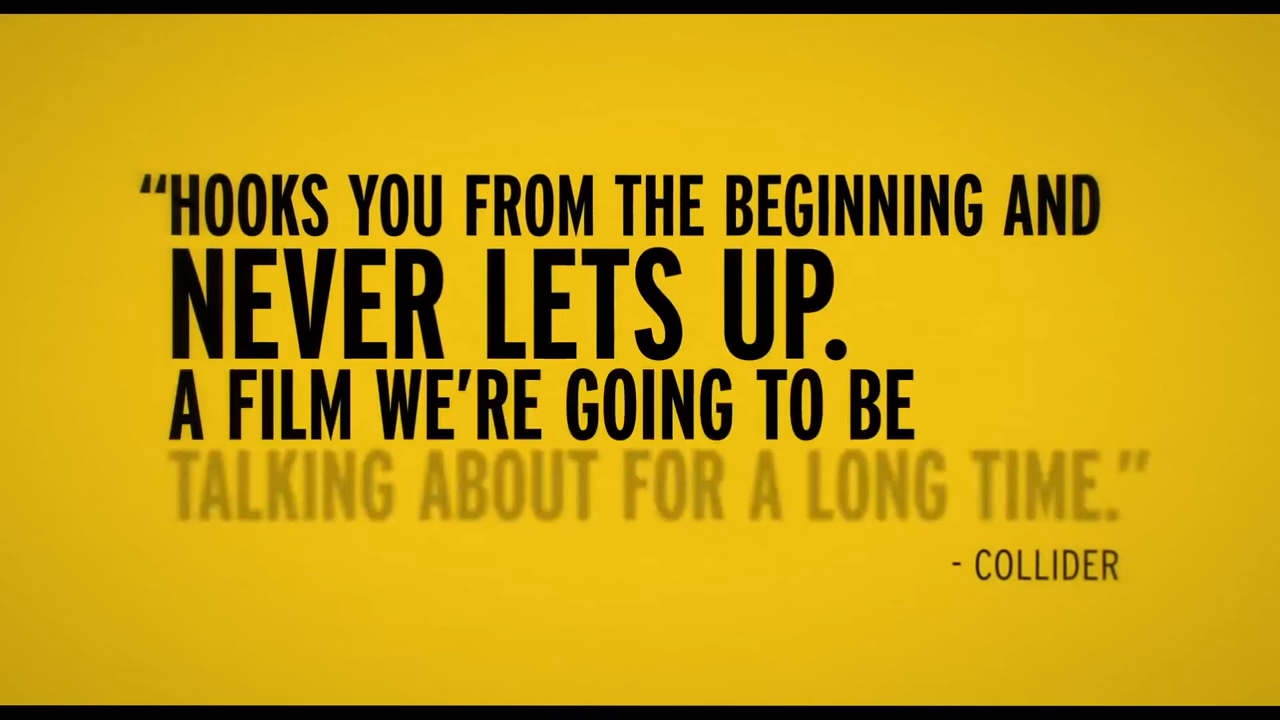 “HOOKS YOU FROM THE BEGINNING AND
NEVER LETS UP.
A FILM WE’RE GOING TO BE
TALKING ABOUT FOR A LONG TIME.”
- COLLIDER